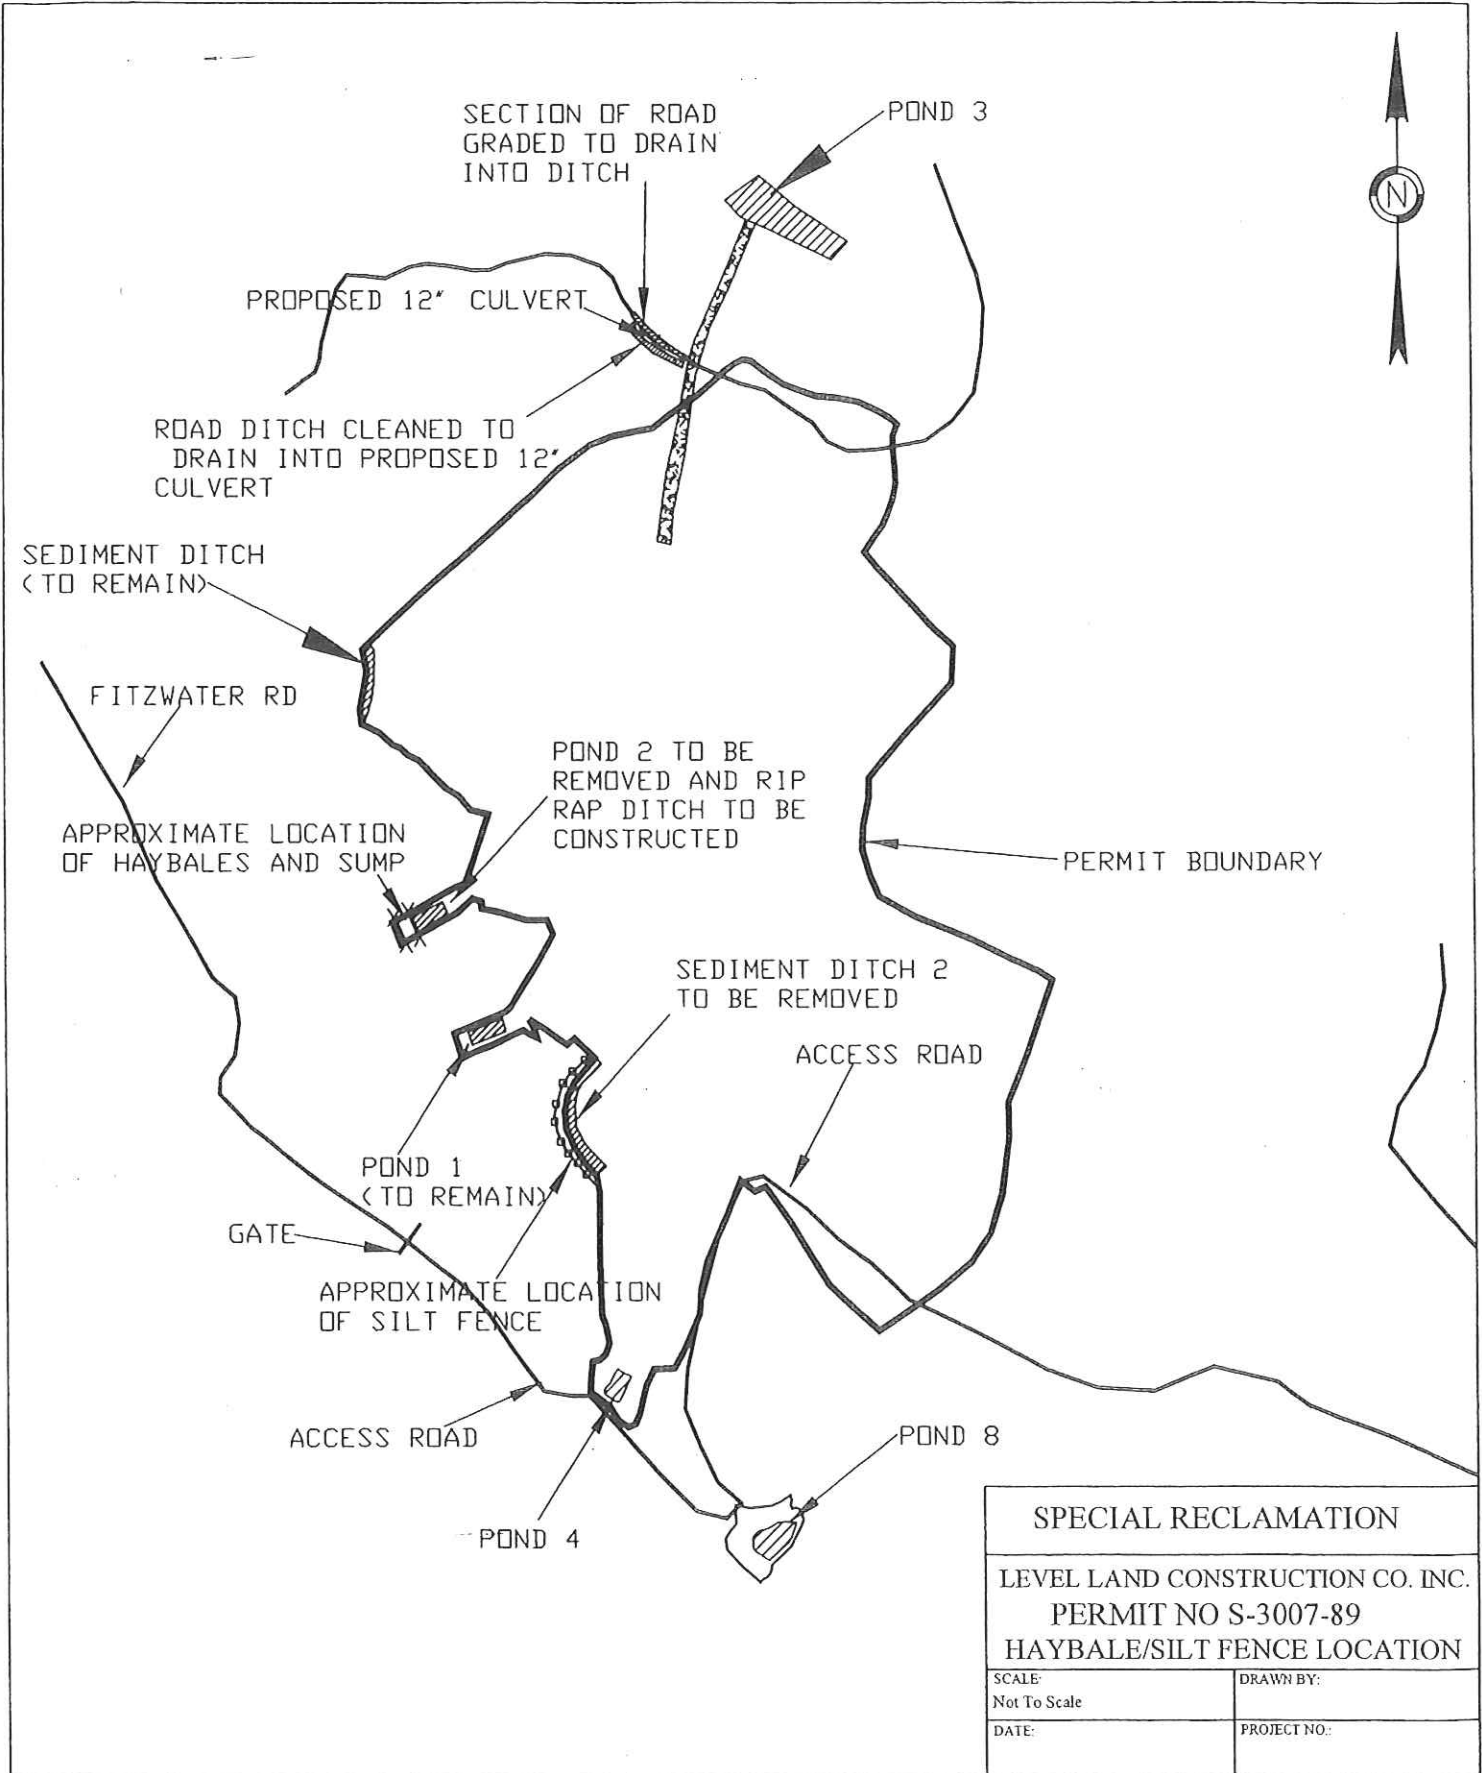 SECTION OF ROAD
GRADED TO DRAIN
INTO DITCH
POND 3
N
PROPOSED 12" CULVERT
ROAD DITCH CLEANED TO
DRAIN INTO PROPOSED 12"
CULVERT
SEDIMENT DITCH
(TO REMAIN)
FITZWATER RD
POND 2 TO BE
REMOVED AND RIP
RAP DITCH TO BE
CONSTRUCTED
APPROXIMATE LOCATION
OF HAYBALES AND SUMP
PERMIT BOUNDARY
SEDIMENT DITCH 2
TO BE REMOVED
ACCESS ROAD
POND 1
(TO REMAIN)
GATE
APPROXIMATE LOCATION
OF SILT FENCE
ACCESS ROAD
POND 8
POND 4
SPECIAL RECLAMATION
LEVEL LAND CONSTRUCTION CO. INC.
PERMIT NO S-3007-89
HAYBALE/SILT FENCE LOCATION
SCALE:
Not To Scale
DRAWN BY:
DATE:
PROJECT NO.: